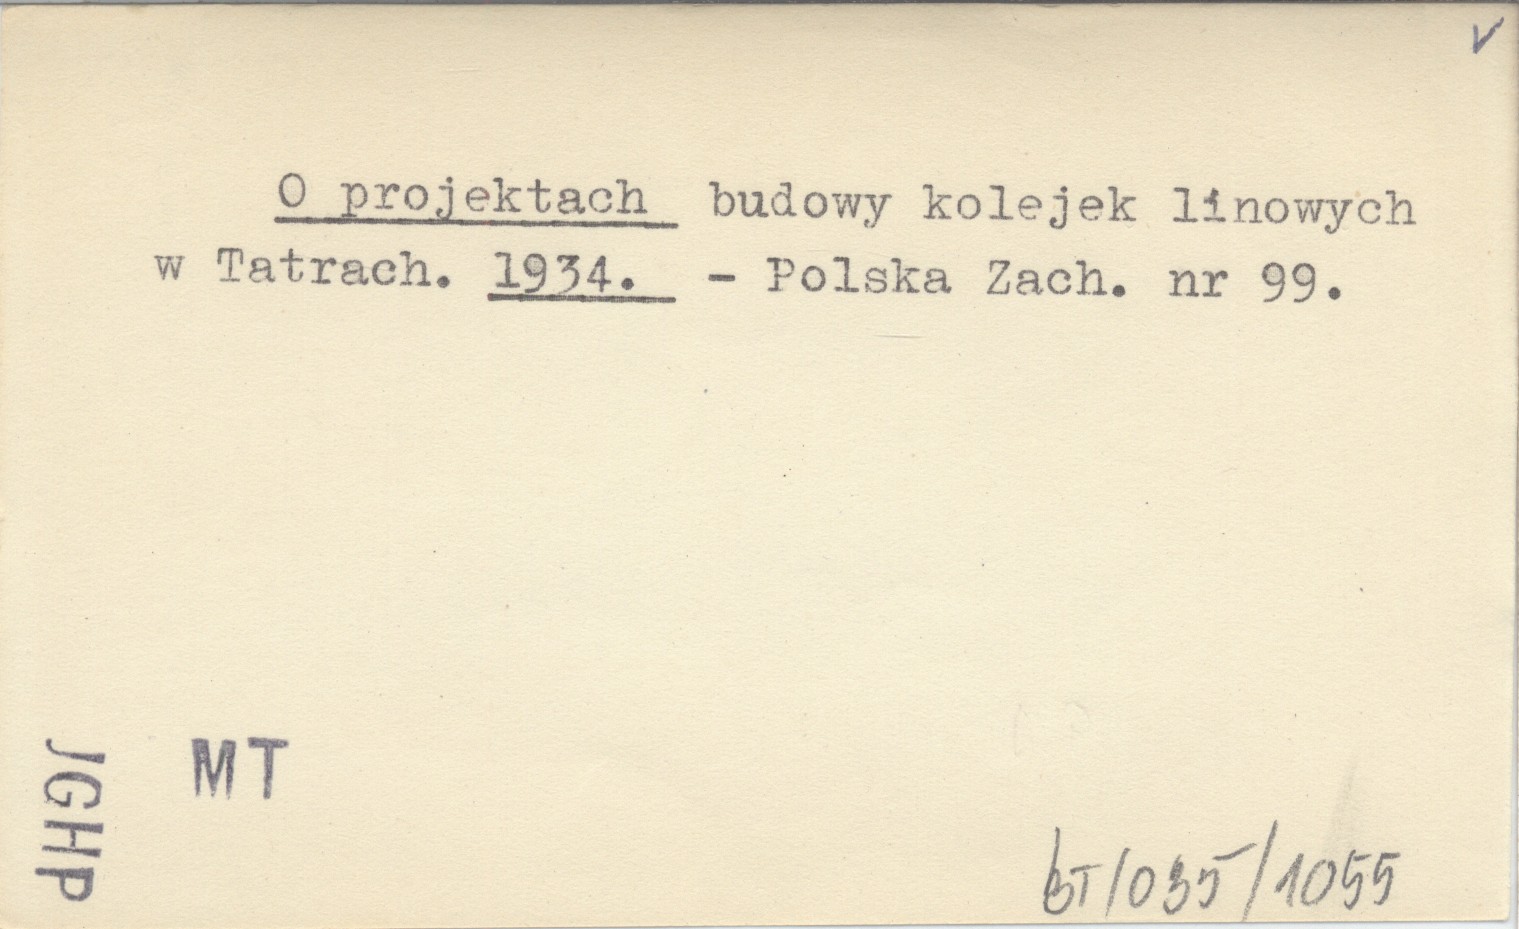 v
O projektach budowy kolejek linowych
w Tatrach. 1934. - Polska Zach. nr 99.
MT
JGHP
BT/035/1055